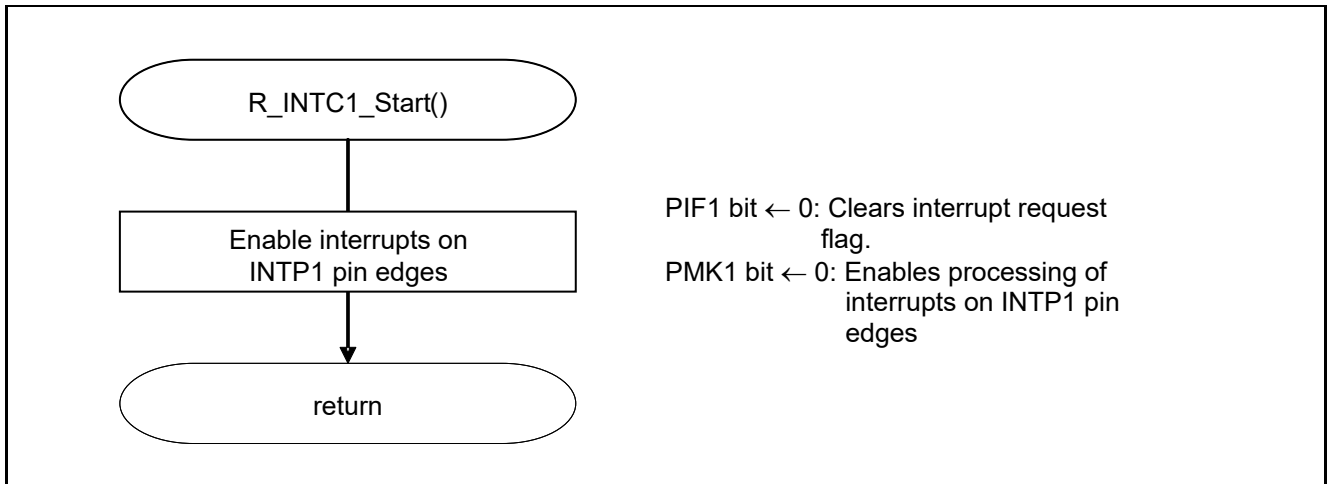 R_INTC1_Start()
Enable interrupts on
INTP1 pin edges
PIF1 bit ← 0: Clears interrupt request
flag.
PMK1 bit ← 0: Enables processing of
interrupts on INTP1 pin
edges
return